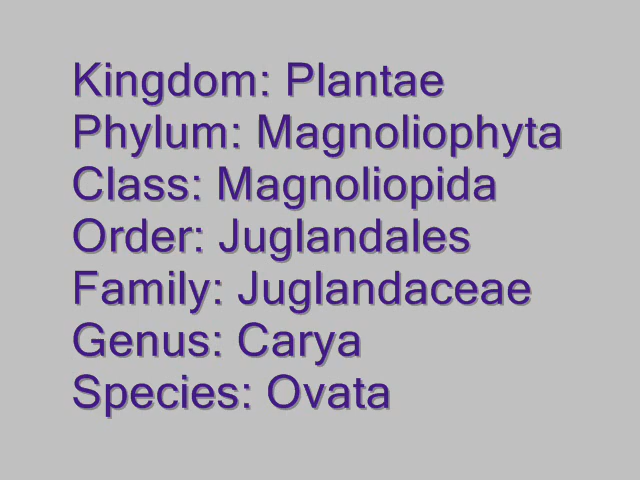 Kingdom: Plantae
Phylum: Magnoliophyta
Class: Magnoliopida
Order: Juglandales
Family: Juglandaceae
Genus: Carya
Species: Ovata